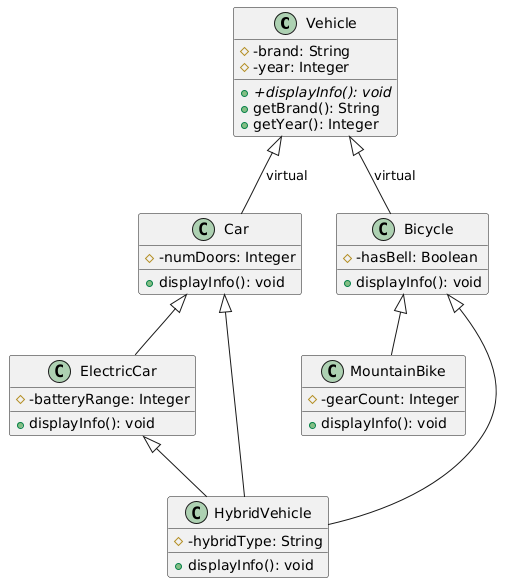 C Vehicle
-brand: String
-year: Integer
+displayInfo(): void
getBrand(): String
getYear(): Integer
virtual
virtual
C Car
-numDoors: Integer
displayInfo(): void
C Bicycle
-hasBell: Boolean
displayInfo(): void
C ElectricCar
-batteryRange: Integer
displayInfo(): void
C MountainBike
-gearCount: Integer
displayInfo(): void
C HybridVehicle
-hybridType: String
displayInfo(): void